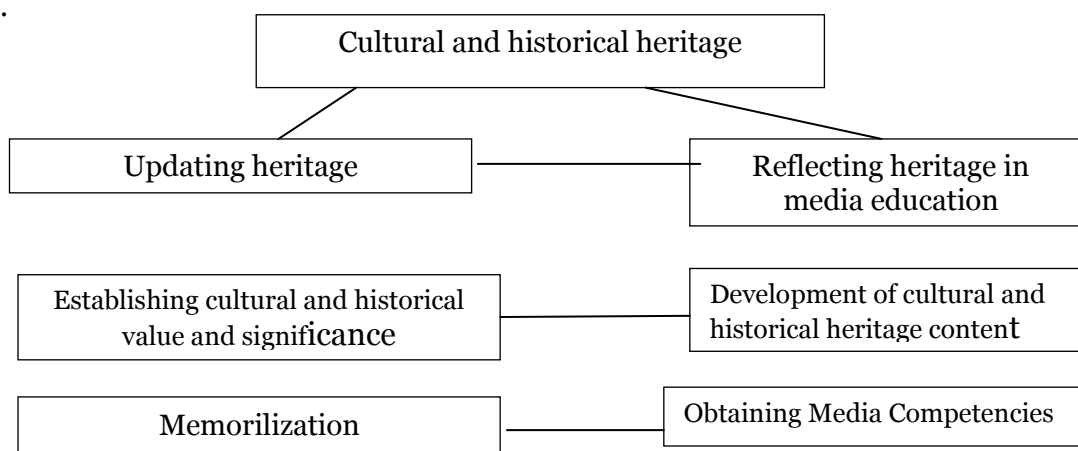 .
Cultural and historical heritage
Updating heritage
Reflecting heritage in
media education
Establishing cultural and historical
value and significance
Development of cultural and
historical heritage content
Memorilization
Obtaining Media Competencies